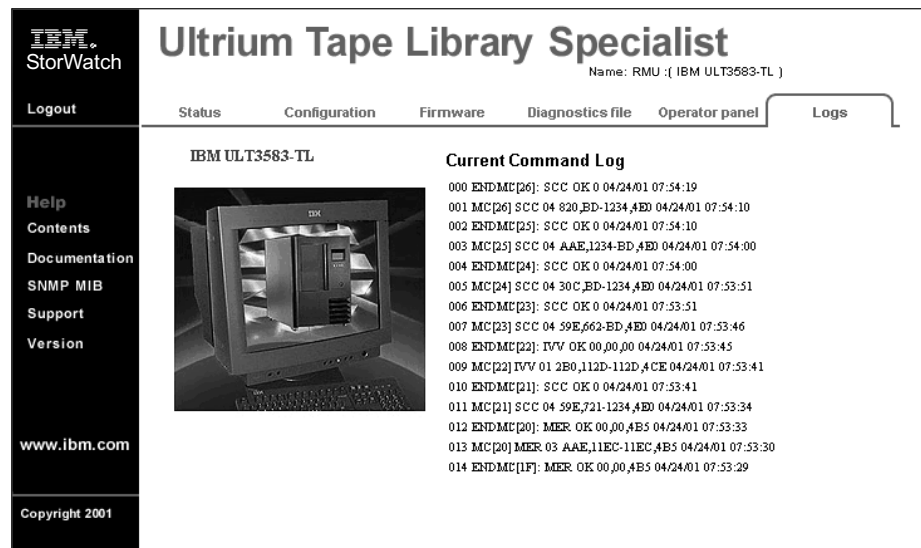 IBM.
StorWatch
Ultrium Tape Library Specialist
Name: RMU :( IBM ULT3583-TL )
Logout
Status Configuration Firmware Diagnostics file Operator panel Logs
IBM ULT3583-TL
Current Command Log
000 ENDMC[26]: SCC OK 0 04/24/01 07:54:19
001 MC[26] SCC 04 820,BD-1234,4E0 04/24/01 07:54:10
002 ENDMC[25]: SCC OK 0 04/24/01 07:54:10
003 MC[25] SCC 04 AAE,1234-BD,4E0 04/24/01 07:54:00
004 ENDMC[24]: SCC OK 0 04/24/01 07:54:00
005 MC[24] SCC 04 30C,BD-1234,4E0 04/24/01 07:53:51
006 ENDMC[23]: SCC OK 0 04/24/01 07:53:51
007 MC[23] SCC 04 59E,662-BD,4E0 04/24/01 07:53:46
008 ENDMC[22]: IVV OK 00,00,00 04/24/01 07:53:45
009 MC[22] IVV 01 2B0,112D-112D,4CE 04/24/01 07:53:41
010 ENDMC[21]: SCC OK 0 04/24/01 07:53:41
011 MC[21] SCC 04 59E,721-1234,4E0 04/24/01 07:53:34
012 ENDMC[20]: MER OK 00,00,4B5 04/24/01 07:53:33
013 MC[20] MER 03 AAE,11EC-11EC,4B5 04/24/01 07:53:30
014 ENDMC[1F]: MER OK 00,00,4B5 04/24/01 07:53:29
Help
Contents
Documentation
SNMP MIB
Support
Version
IBM
www.ibm.com
Copyright 2001